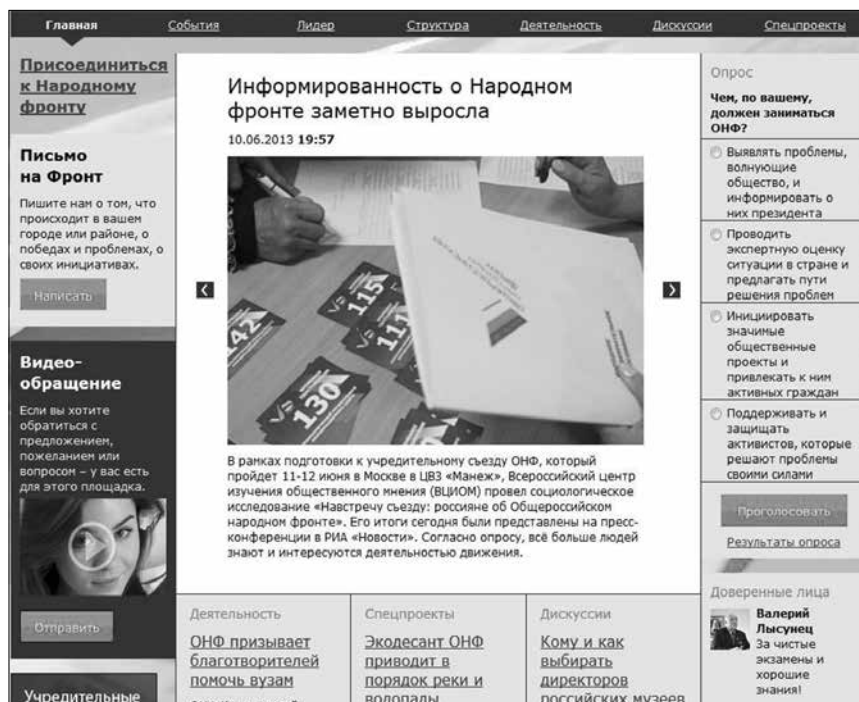 Главная События Лидер Структура Деятельность Дискуссии Спецпроекты
Присоединиться
к Народному
фронту
Письмо
на Фронт
Пишите нам о том, что
происходит в вашем
городе или районе, о
победах и проблемах, о
своих инициативах.
Написать
Видео-
обращение
Если вы хотите
обратиться с
предложением,
пожеланием или
вопросом – у вас есть
для этого площадка.
Отправить
Учредительные
Информированность о Народном
фронте заметно выросла
10.06.2013 19:57
142
115
111
130
В рамках подготовки к учредительному съезду ОНФ, который
пройдет 11-12 июня в Москве в ЦВЗ «Манеж», Всероссийский центр
изучения общественного мнения (ВЦИОМ) провел социологическое
исследование «Навстречу съезду: россияне об Общероссийском
народном фронте». Его итоги сегодня были представлены на пресс-
конференции в РИА «Новости». Согласно опросу, всё больше людей
знают и интересуются деятельностью движения.
Деятельность
ОНФ призывает
благотворителей
помочь вузам
Спецпроекты
Экодесант ОНФ
приводит в
порядок реки и
водопады
Дискуссии
Кому и как
выбирать
директоров
российских музеев
Опрос
Чем, по вашему,
должен заниматься
ОНФ?
Выявлять проблемы,
волнующие
общество, и
информировать о
них президента
Проводить
экспертную оценку
ситуации в стране и
предлагать пути
решения проблем
Инициировать
значимые
общественные
проекты и
привлекать к ним
активных граждан
Поддерживать и
защищать
активистов, которые
решают проблемы
своими силами
Проголосовать
Результаты опроса
Доверенные лица
Валерий
Лысунец
За чистые
экзамены и
хорошие
знания!